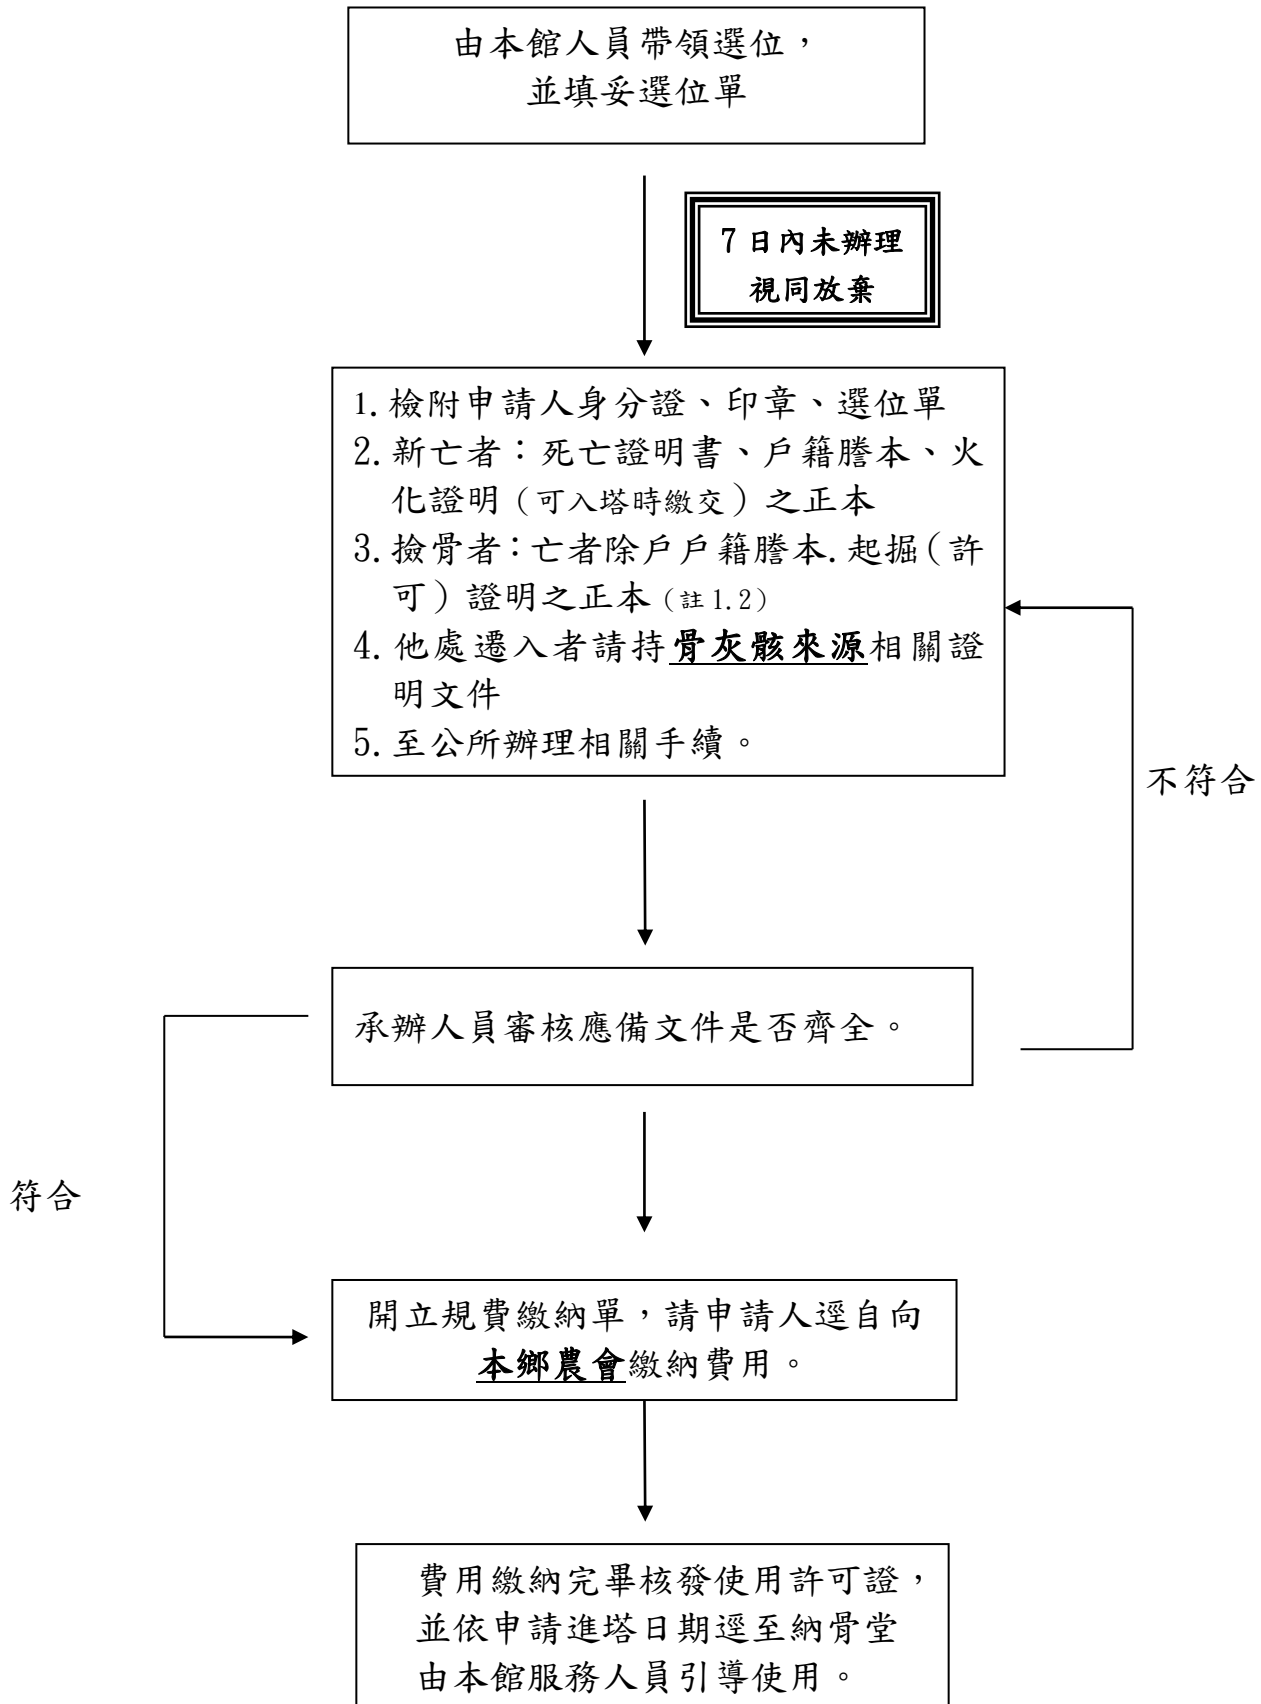 由本館人員帶領選位，
並填妥選位單
7日內未辦理
視同放棄
1.檢附申請人身分證、印章、選位單
2.新亡者：死亡證明書、戶籍謄本、火
化證明（可入塔時繳交）之正本
3.撿骨者：亡者除戶戶籍謄本.起掘（許
可）證明之正本（註1.2）
4.他處遷入者請持骨灰骸來源相關證
明文件
5.至公所辦理相關手續。
不符合
承辦人員審核應備文件是否齊全。
符合
開立規費繳納單，請申請人逕自向
本鄉農會繳納費用。
費用繳納完畢核發使用許可證，
並依申請進塔日期逕至納骨堂
由本館服務人員引導使用。